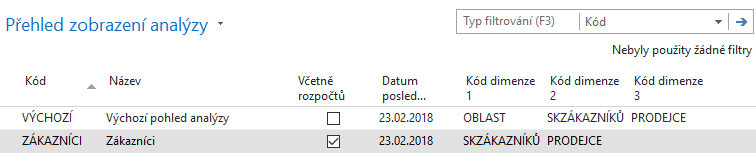 Přehled zobrazení analýzy
Typ filtrování (F3) Kód
Nebyly použity žádné filtry
Kód Název Včetně rozpočtů Datum posled... Kód dimenze 1 Kód dimenze 2 Kód dimenze 3
VÝCHOZÍ Výchozí pohled analýzy 23.02.2018 OBLAST SKZÁKAZNÍKŮ PRODEJCE
ZÁKAZNÍCI Zákazníci 23.02.2018 SKZÁKAZNÍKŮ PRODEJCE